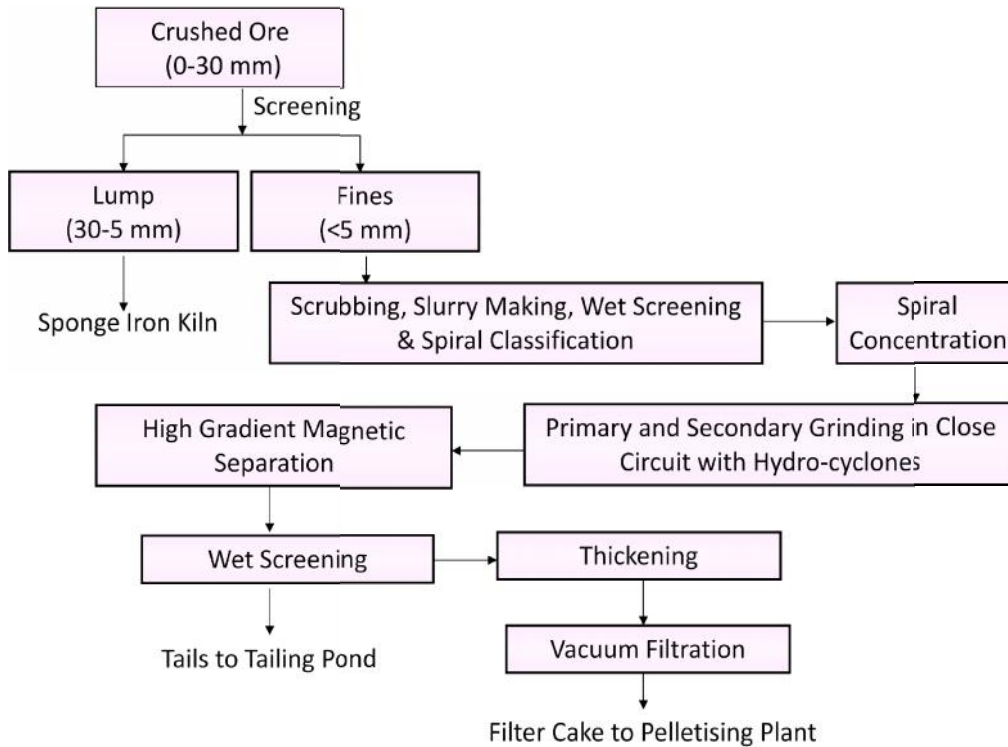 Crushed Ore
(0-30 mm)
Screening
Lump
(30-5 mm)
Fines
(<5 mm)
Sponge Iron Kiln
Scrubbing, Slurry Making, Wet Screening
& Spiral Classification
Spiral
Concentration
High Gradient Magnetic
Separation
Primary and Secondary Grinding in Close
Circuit with Hydro-cyclones
Wet Screening
Thickening
Tails to Tailing Pond
Vacuum Filtration
Filter Cake to Pelletising Plant